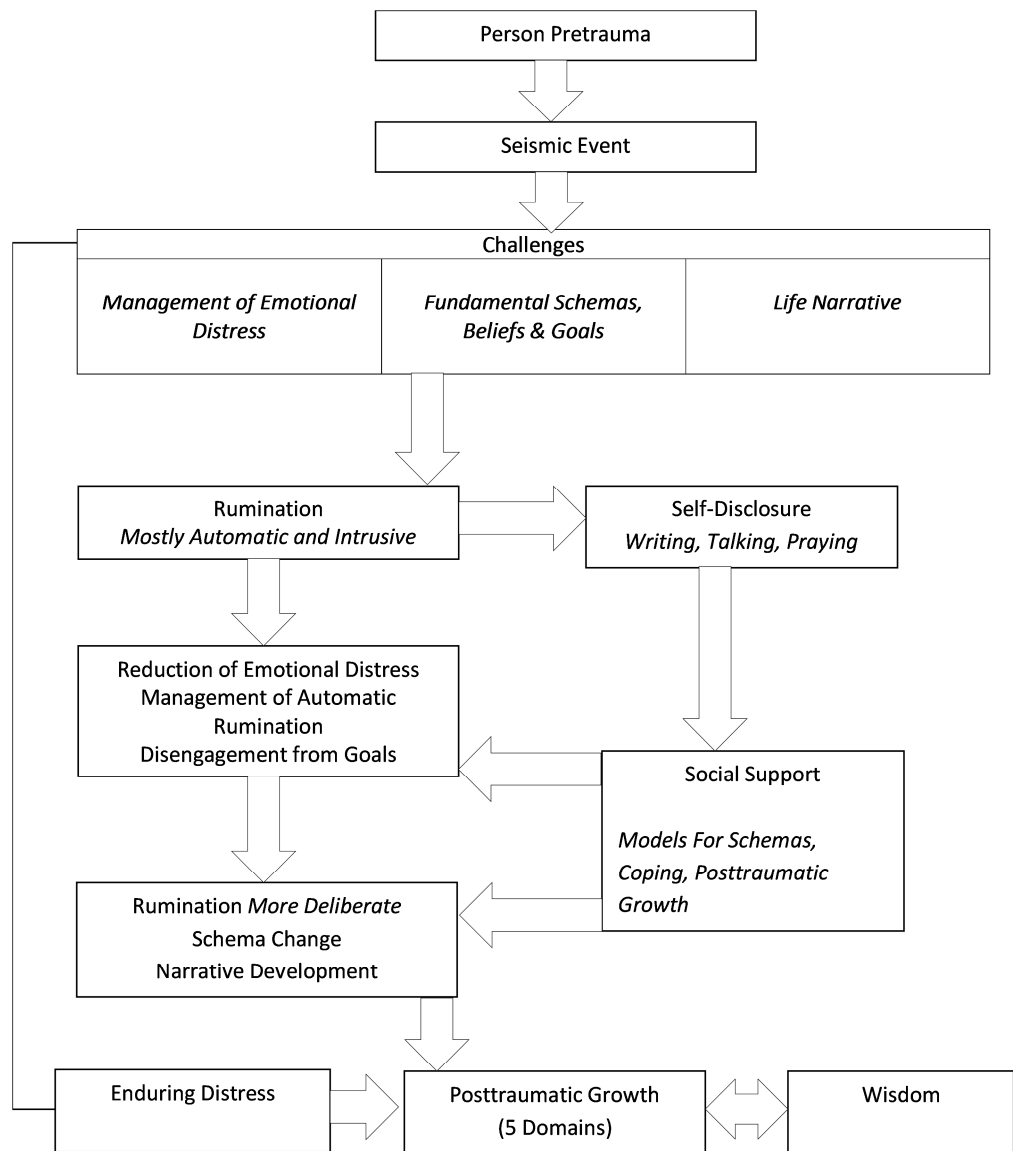 Person Pretrauma
Seismic Event
Challenges
Management of Emotional
Distress
Fundamental Schemas,
Beliefs & Goals
Life Narrative
Rumination
Mostly Automatic and Intrusive
Self-Disclosure
Writing, Talking, Praying
Reduction of Emotional Distress
Management of Automatic
Rumination
Disengagement from Goals
Social Support
Models For Schemas,
Coping, Posttraumatic
Growth
Rumination More Deliberate
Schema Change
Narrative Development
Enduring Distress
Posttraumatic Growth
(5 Domains)
Wisdom